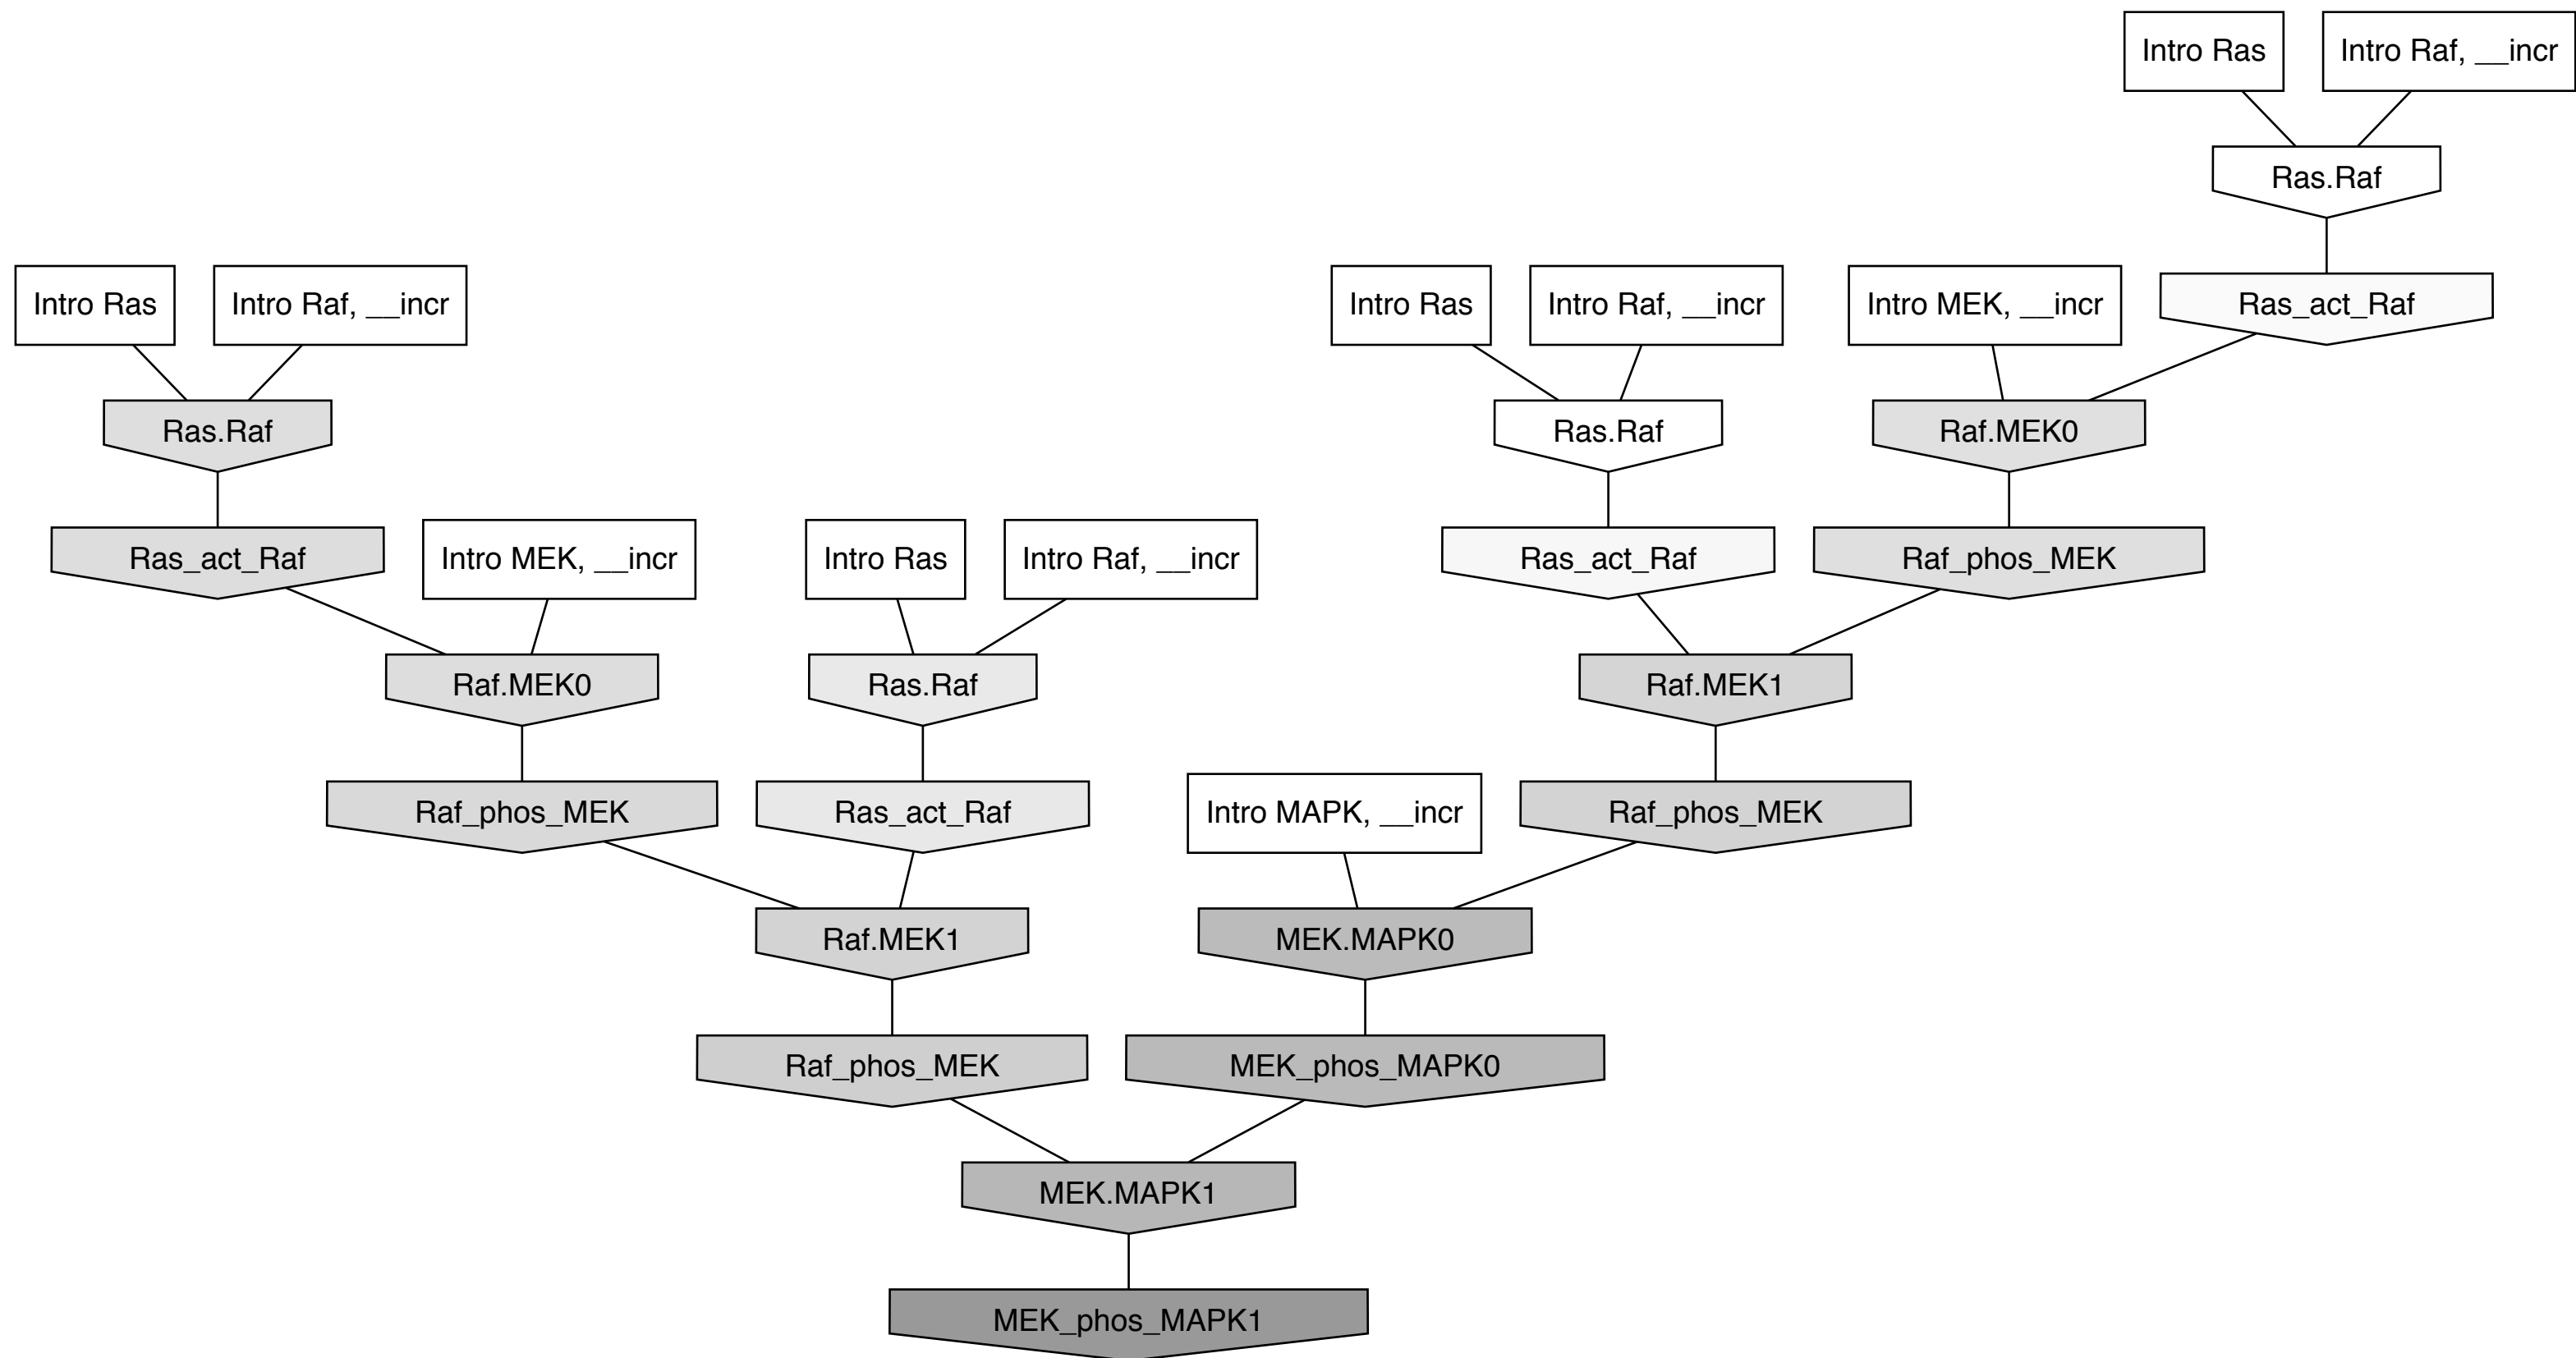 Intro Ras
Intro Raf, __incr
Ras.Raf
Intro Ras
Intro Raf, __incr
Intro Ras
Intro Raf, __incr
Intro MEK, __incr
Ras_act_Raf
Ras.Raf
Ras.Raf
Raf.MEK0
Ras_act_Raf
Intro MEK, __incr
Intro Ras
Intro Raf, __incr
Ras_act_Raf
Raf_phos_MEK
Raf.MEK0
Ras.Raf
Raf.MEK1
Raf_phos_MEK
Ras_act_Raf
Intro MAPK, __incr
Raf_phos_MEK
Raf.MEK1
MEK.MAPK0
Raf_phos_MEK
MEK_phos_MAPK0
MEK.MAPK1
MEK_phos_MAPK1